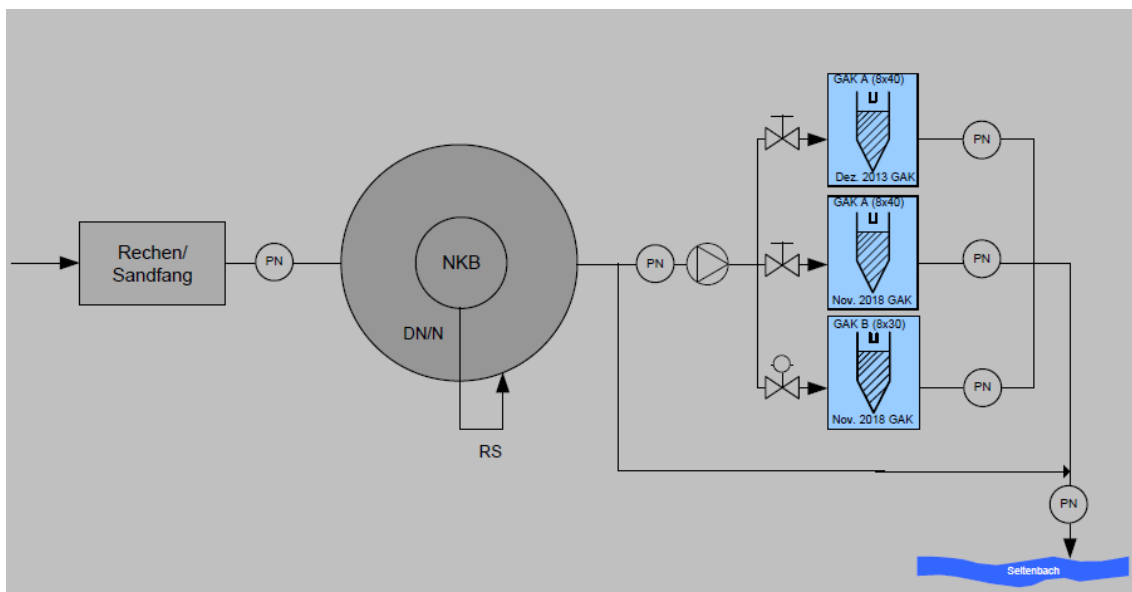 Rechen/
Sandfang
PN
NKB
DN/N
RS
PN
GAK A (8x40)
Dez. 2013 GAK
PN
GAK A (8x40)
Nov. 2018 GAK
PN
GAK B (8x30)
Nov. 2018 GAK
PN
PN
Seitenbach